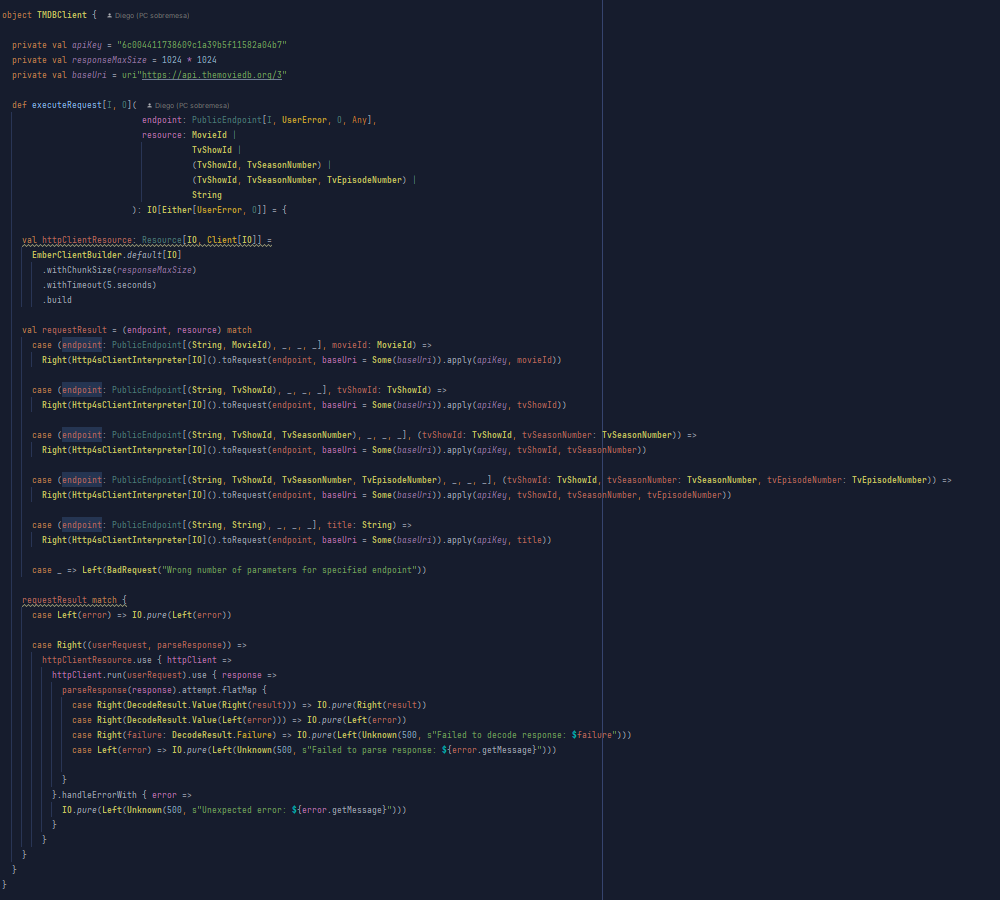 object TMDBClient { Diego (PC sobremesa)
private val apiKey = "6c004411738609c1a39b5f11582a04b7"
private val responseMaxSize = 1024 * 1024
private val baseUri = uri"https://api.themoviedb.org/3"
def executeRequest[I, O]( Diego (PC sobremesa)
endpoint: PublicEndpoint[I, UserError, O, Any],
resource: MovieId |
TvShowId |
(TvShowId, TvSeasonNumber) |
(TvShowId, TvSeasonNumber, TvEpisodeNumber) |
String
): IO[Either[UserError, O]] = {
val httpClientResource: Resource[IO, Client[IO]] =
EmberClientBuilder.default[IO]
.withChunkSize(responseMaxSize)
.withTimeout(5.seconds)
.build
val requestResult = (endpoint, resource) match
case (endpoint: PublicEndpoint[(String, MovieId), _, _, _], movieId: MovieId) =>
Right(Http4sClientInterpreter[IO]().toRequest(endpoint, baseUri = Some(baseUri)).apply(apiKey, movieId))
case (endpoint: PublicEndpoint[(String, TvShowId), _, _, _], tvShowId: TvShowId) =>
Right(Http4sClientInterpreter[IO]().toRequest(endpoint, baseUri = Some(baseUri)).apply(apiKey, tvShowId))
case (endpoint: PublicEndpoint[(String, TvShowId, TvSeasonNumber), _, _, _], (tvShowId: TvShowId, tvSeasonNumber: TvSeasonNumber)) =>
Right(Http4sClientInterpreter[IO]().toRequest(endpoint, baseUri = Some(baseUri)).apply(apiKey, tvShowId, tvSeasonNumber))
case (endpoint: PublicEndpoint[(String, TvShowId, TvSeasonNumber, TvEpisodeNumber), _, _, _], (tvShowId: TvShowId, tvSeasonNumber: TvSeasonNumber, tvEpisodeNumber: TvEpisodeNumber)) =>
Right(Http4sClientInterpreter[IO]().toRequest(endpoint, baseUri = Some(baseUri)).apply(apiKey, tvShowId, tvSeasonNumber, tvEpisodeNumber))
case (endpoint: PublicEndpoint[(String, String), _, _, _], title: String) =>
Right(Http4sClientInterpreter[IO]().toRequest(endpoint, baseUri = Some(baseUri)).apply(apiKey, title))
case _ => Left(BadRequest("Wrong number of parameters for specified endpoint"))
requestResult match {
case Left(error) => IO.pure(Left(error))
case Right((userRequest, parseResponse)) =>
httpClientResource.use { httpClient =>
httpClient.run(userRequest).use { response =>
parseResponse(response).attempt.flatMap {
case Right(DecodeResult.Value(Right(result))) => IO.pure(Right(result))
case Right(DecodeResult.Value(Left(error))) => IO.pure(Left(error))
case Right(failure: DecodeResult.Failure) => IO.pure(Left(Unknown(500, s"Failed to decode response: $failure")))
case Left(error) => IO.pure(Left(Unknown(500, s"Failed to parse response: ${error.getMessage}")))
}
}.handleErrorWith { error =>
IO.pure(Left(Unknown(500, s"Unexpected error: ${error.getMessage}")))
}
}
}
}
}